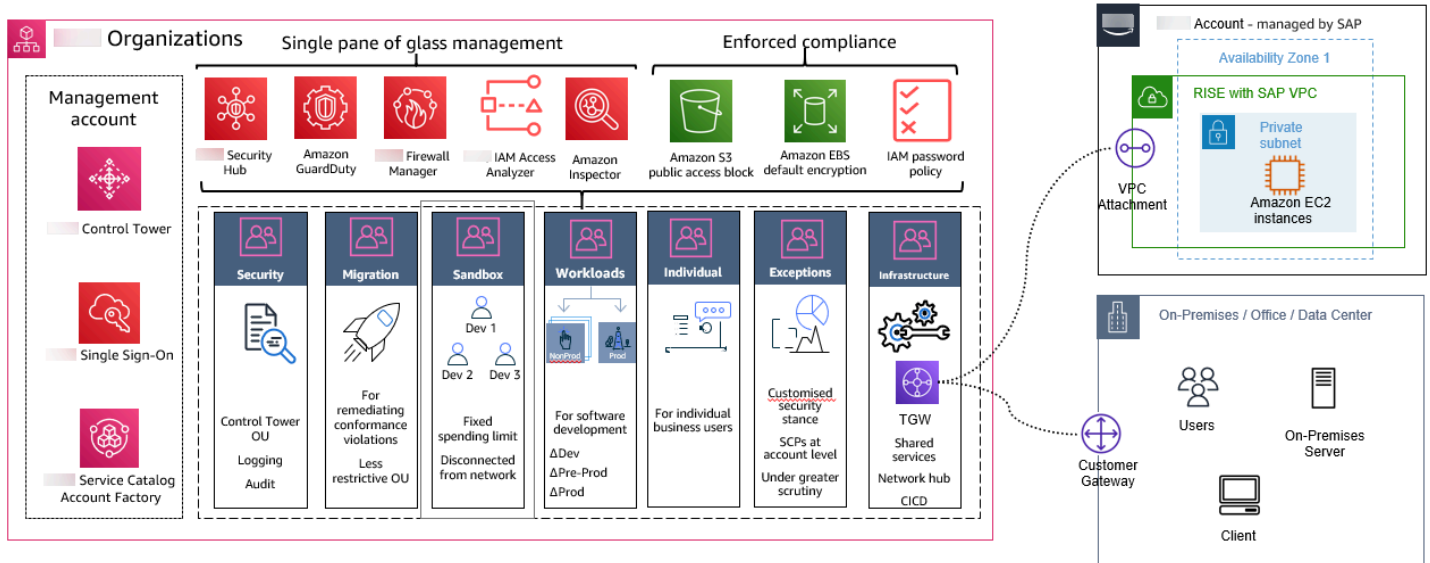 Organizations
Single pane of glass management
Enforced compliance
Management
account
Control Tower
Single Sign-On
Service Catalog
Account Factory
Security
Hub
Amazon
GuardDuty
Firewall
Manager
IAM Access
Analyzer
Amazon
Inspector
Amazon S3
public access block
Amazon EBS
default encryption
IAM password
policy
Security
Control Tower
OU
Logging
Audit
Migration
For
remediating
conformance
violations
Less
restrictive OU
Sandbox
Dev 1
Dev 2
Dev 3
Fixed
spending limit
Disconnected
from network
Workloads
NonProd
Prod
For software
development
ΔDev
ΔPre-Prod
ΔProd
Individual
For individual
business users
Exceptions
Customised
security
stance
SCPs at
account level
Under greater
scrutiny
Infrastructure
TGW
Shared
services
Network hub
CICD
Account - managed by SAP
Availability Zone 1
RISE with SAP VPC
Private
subnet
Amazon EC2
instances
VPC
Attachment
On-Premises / Office / Data Center
Users
On-Premises
Server
Customer
Gateway
Client